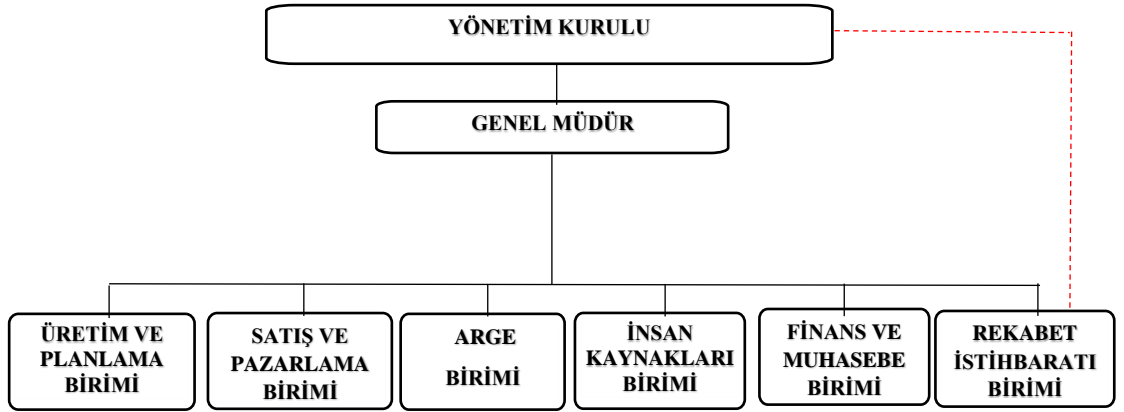 YÖNETİM KURULU
GENEL MÜDÜR
ÜRETİM VE
PLANLAMA
BİRİMİ
SATIŞ VE
PAZARLAMA
BİRİMİ
ARGE
BİRİMİ
İNSAN
KAYNAKLARI
BİRİMİ
FİNANS VE
MUHASEBE
BİRİMİ
REKABET
İSTİHBARATI
BİRİMİ